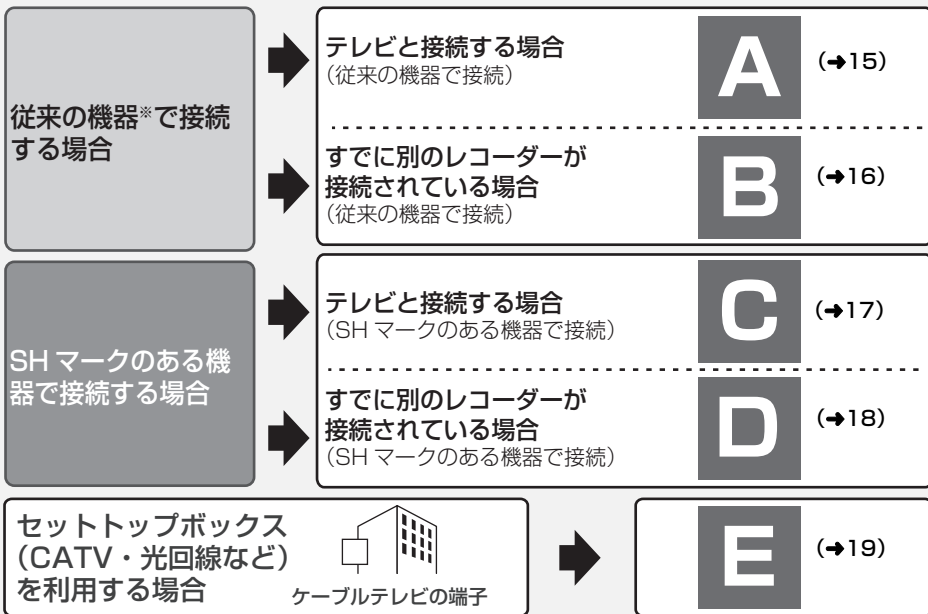 従来の機器※で接続
する場合
テレビと接続する場合
(従来の機器で接続)
A
(➜15)
すでに別のレコーダーが
接続されている場合
(従来の機器で接続)
B
(➜16)
SH マークのある機
器で接続する場合
テレビと接続する場合
(SH マークのある機器で接続)
C
(➜17)
すでに別のレコーダーが
接続されている場合
(SH マークのある機器で接続)
D
(➜18)
セットトップボックス
(CATV・光回線など)
を利用する場合
ケーブルテレビの端子
E
(➜19)